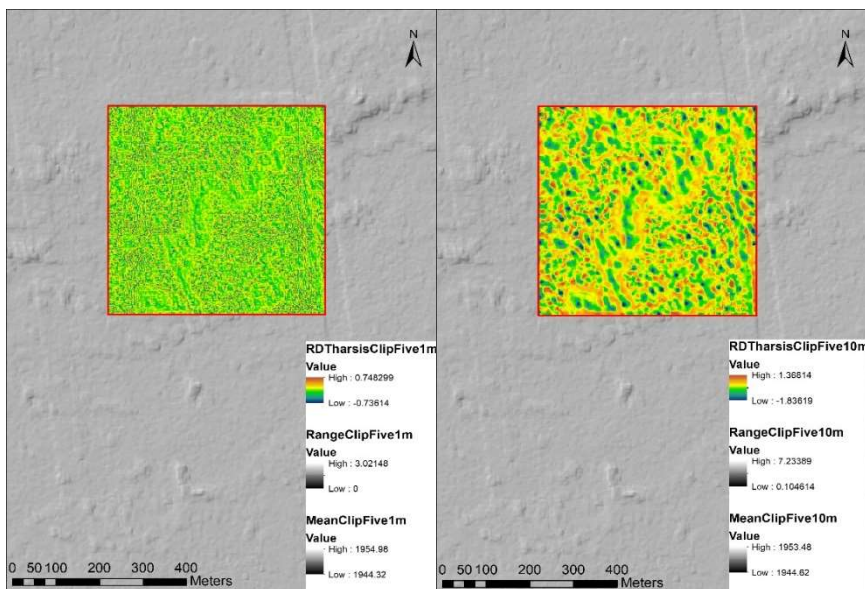 N
RDTharsisClipFive1m
Value
High : 0.748299
Low : -0.73614
RangeClipFive1m
Value
High : 3.02148
Low : 0
MeanClipFive1m
Value
High : 1954.98
Low : 1944.32
0 50 100 200 300 400
Meters
N
RDTharsisClipFive10m
Value
High : 1.36814
Low : -1.83619
RangeClipFive10m
Value
High : 7.23389
Low : 0.104614
MeanClipFive10m
Value
High : 1953.48
Low : 1944.62
0 50 100 200 300 400
Meters